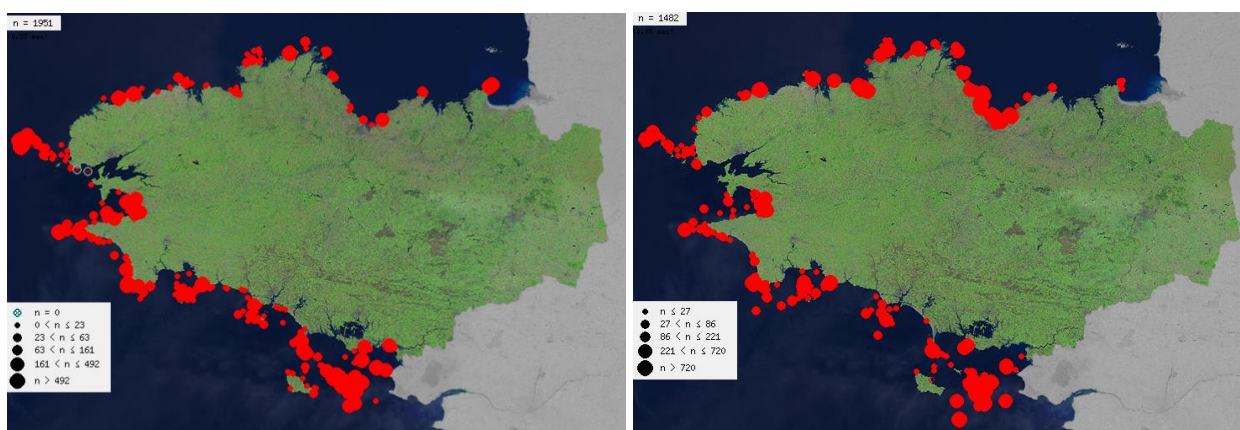 n = 1951
n = 0
0 < n ≤ 23
23 < n ≤ 63
63 < n ≤ 161
161 < n ≤ 492
n > 492
n = 1482
n ≤ 27
27 < n ≤ 86
86 < n ≤ 221
221 < n ≤ 720
n > 720